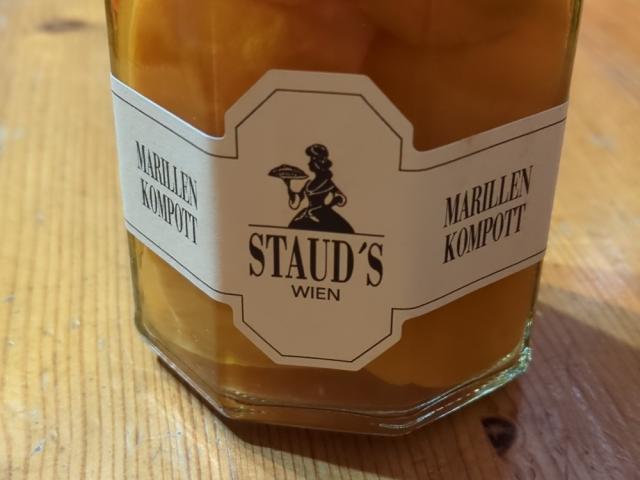 MARILLEN
KOMPOTT
STAUD'S
WIEN
MARILLEN
KOMPOTT